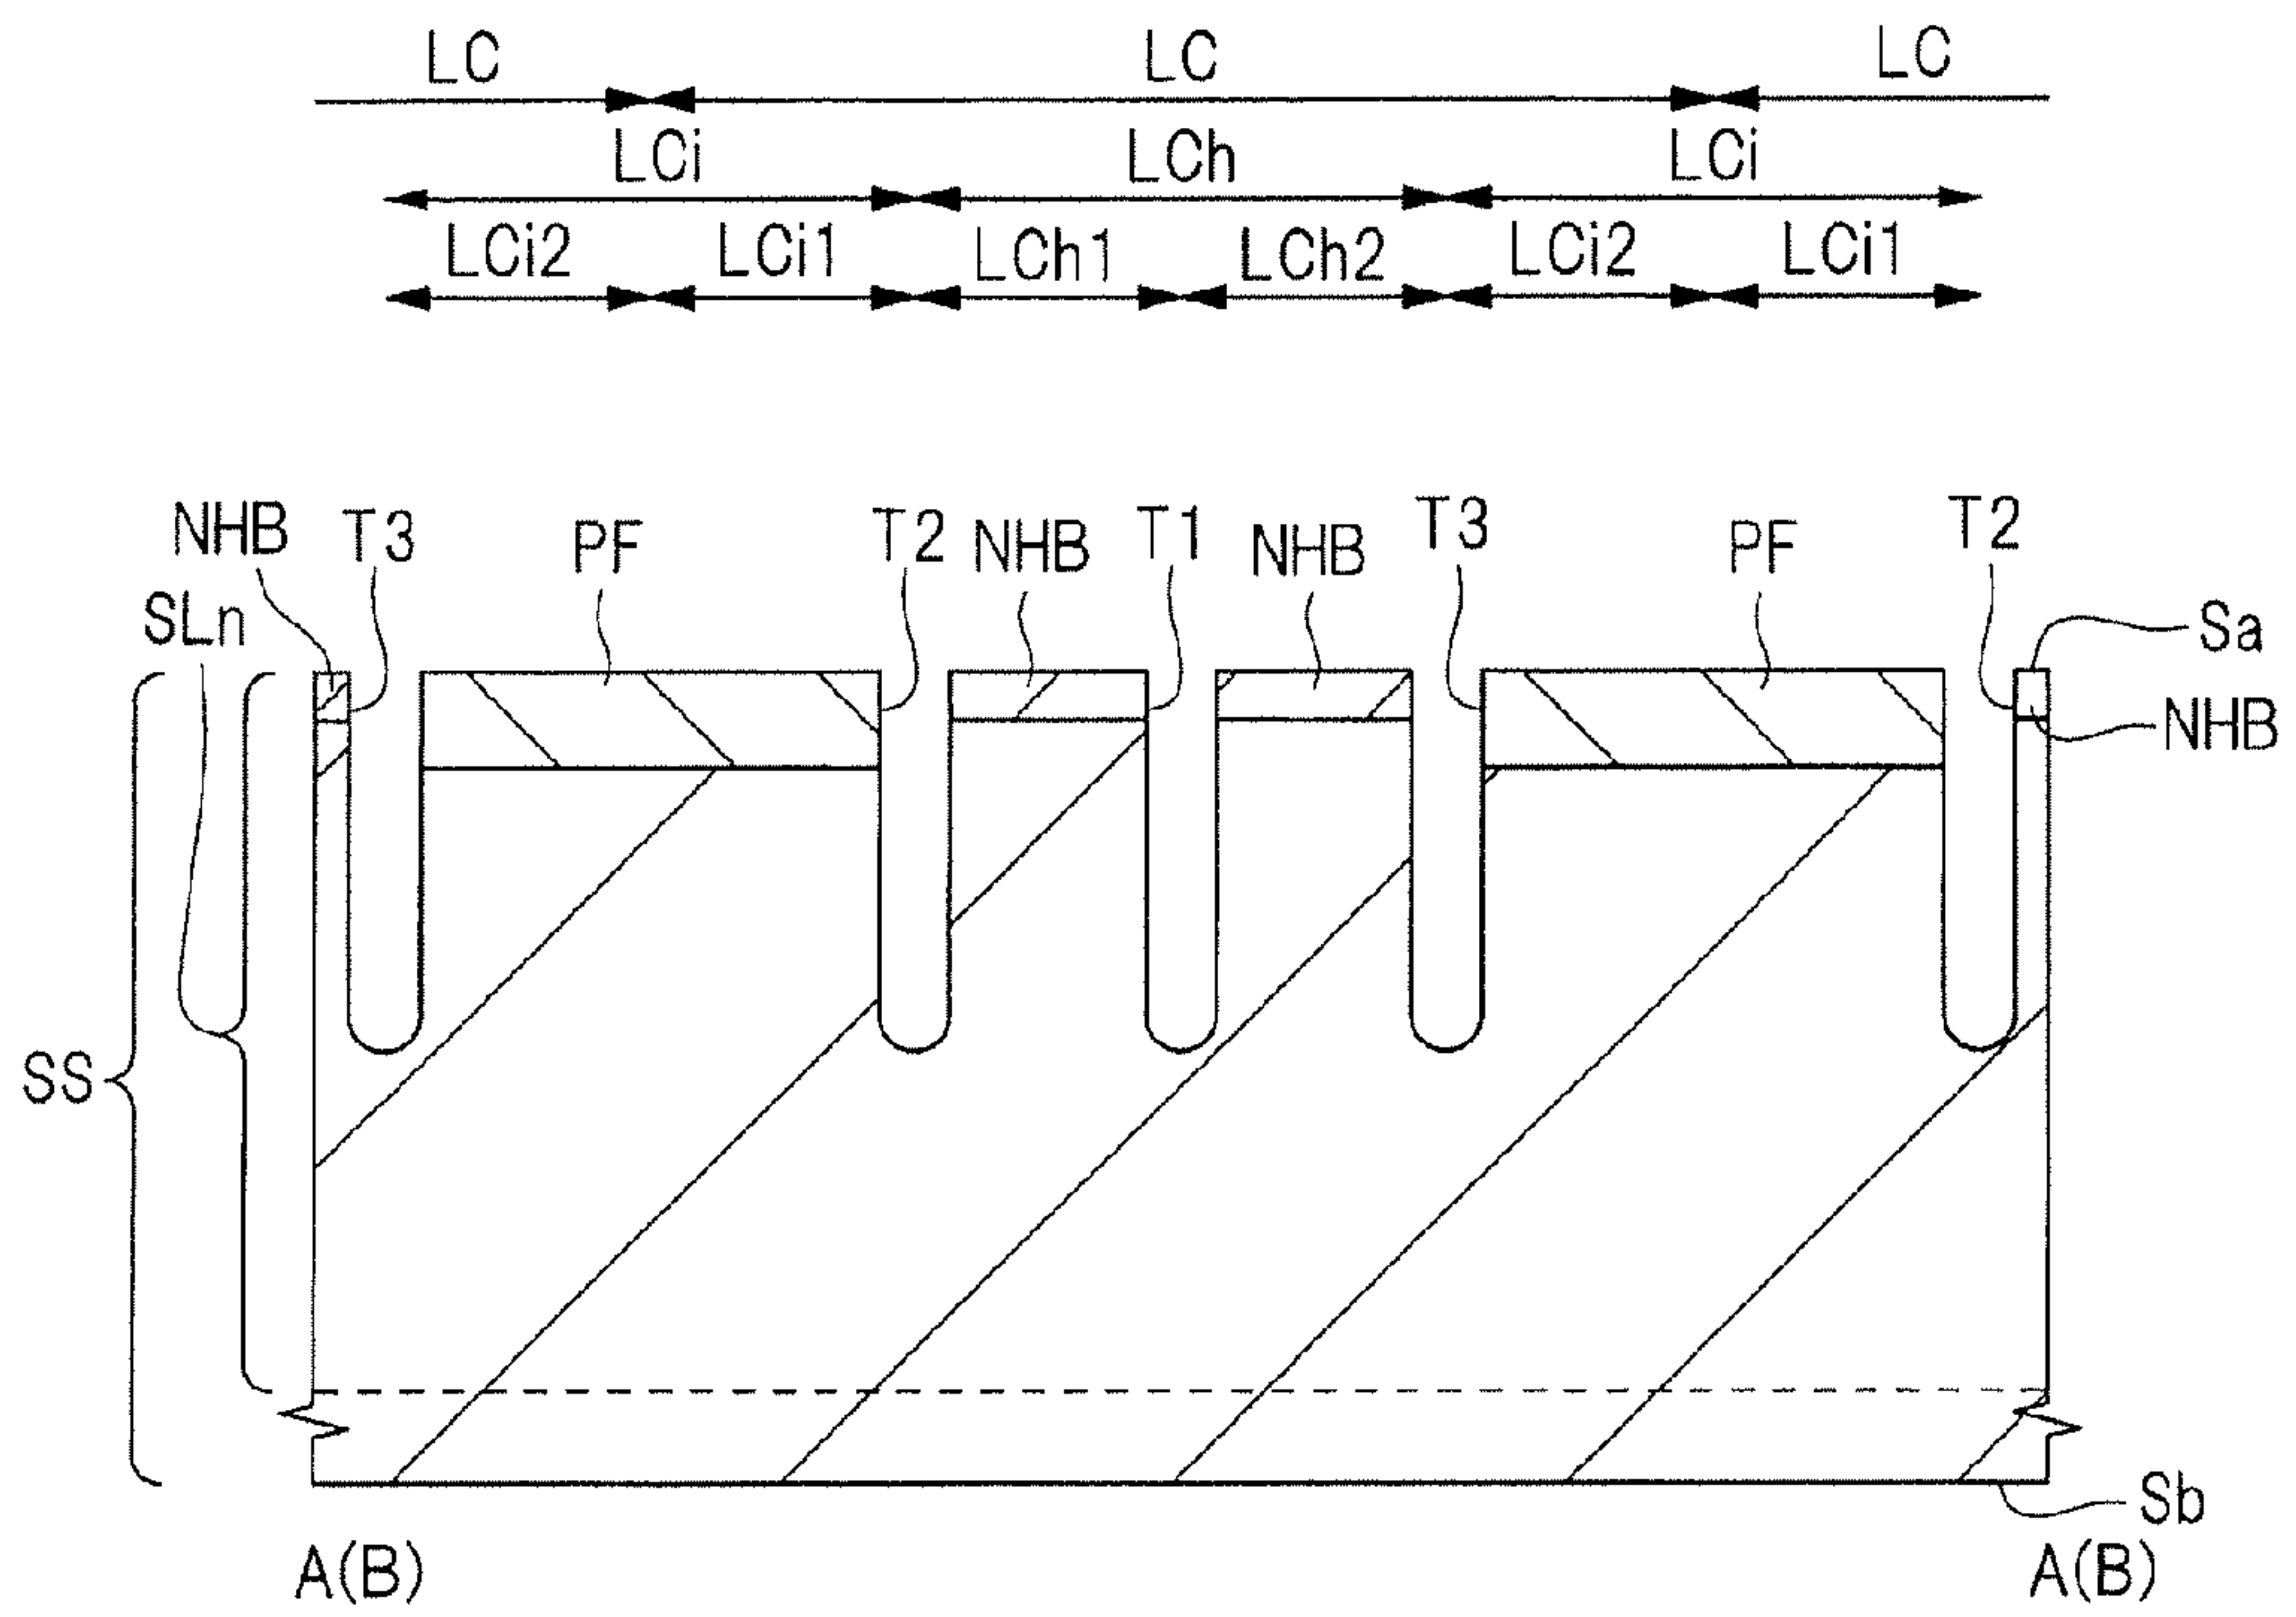 LC LC LC
LCi LCh LCi
LCi2 LCi1 LCh1 LCh2 LCi2 LCi1
NHB T3 PF T2 NHB T1 NHB T3 PF T2
SLn Sa
NHB
SS
Sb
A(B) A(B)